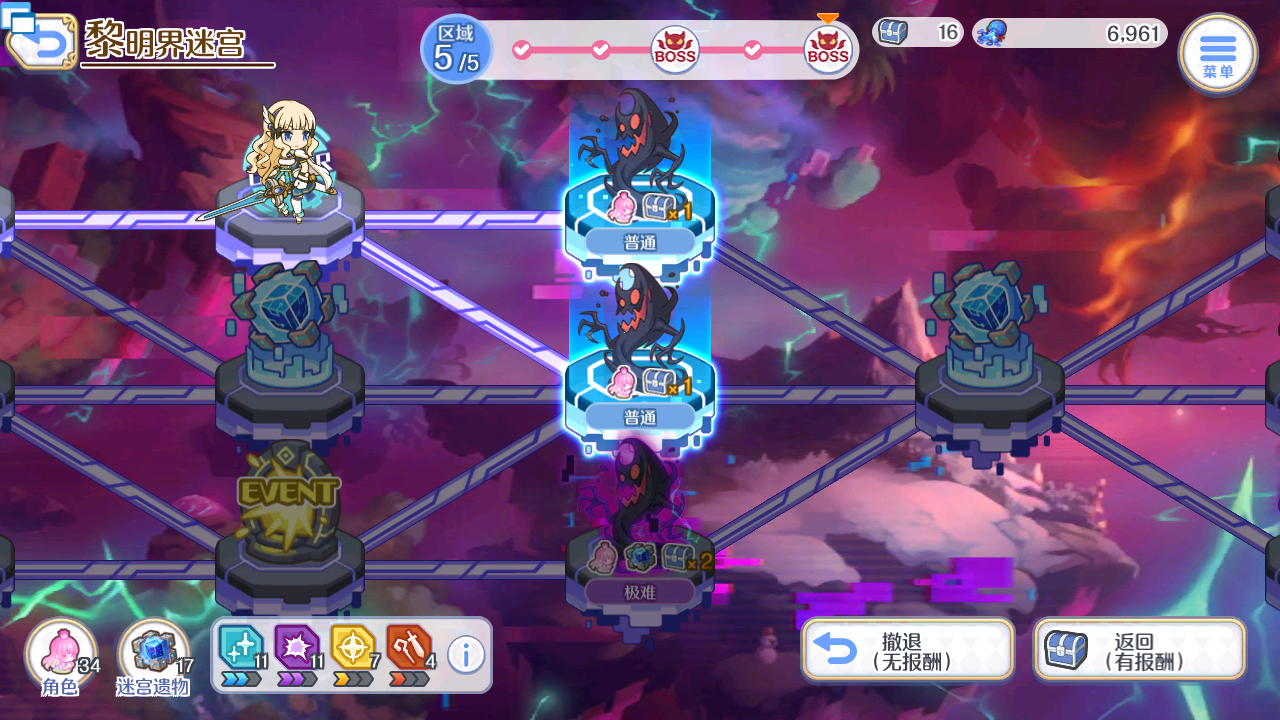 黎明界迷宫
区域
5/5
BOSS
BOSS
16
6,961
菜单
×1
普通
×1
普通
EVENT
×2
极难
34
角色
17
迷宫遗物
11
11
7
4
撤退
(无报酬)
返回
(有报酬)